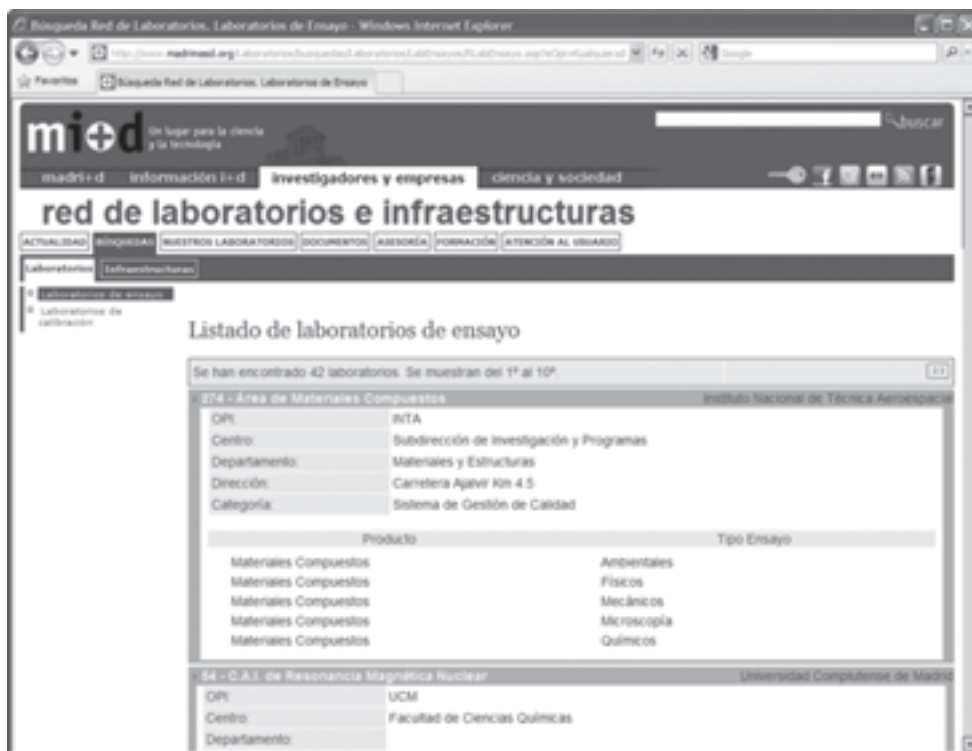 Búsqueda Red de Laboratorios. Laboratorios de Ensayo - Windows Internet Explorer
Google
Favoritos Búsqueda Red de Laboratorios. Laboratorios de Ensayo
mi+d Un lugar para la ciencia
y la tecnología
buscar
madri+d información i+d investigadores y empresas ciencia y sociedad
red de laboratorios e infraestructuras
ACTUALIDAD BÚSQUEDAS NUESTROS LABORATORIOS DOCUMENTOS ASESORÍA FORMACIÓN ATENCIÓN AL USUARIO
Laboratorios Infraestructuras
Laboratorios de ensayo
Laboratorios de
calibración
Listado de laboratorios de ensayo
Se han encontrado 42 laboratorios. Se muestran del 1º al 10º.
274 - Área de Materiales Compuestos Instituto Nacional de Técnica Aeroespacia
OPI: INTA
Centro: Subdirección de Investigación y Programas
Departamento: Materiales y Estructuras
Dirección: Carretera Ajalvir Km 4.5
Categoría: Sistema de Gestión de Calidad
Producto Tipo Ensayo
Materiales Compuestos Ambientales
Materiales Compuestos Físicos
Materiales Compuestos Mecánicos
Materiales Compuestos Microscopía
Materiales Compuestos Químicos
54 - C.A.I. de Resonancia Magnética Nuclear Universidad Complutense de Madrid
OPI: UCM
Centro: Facultad de Ciencias Químicas
Departamento: